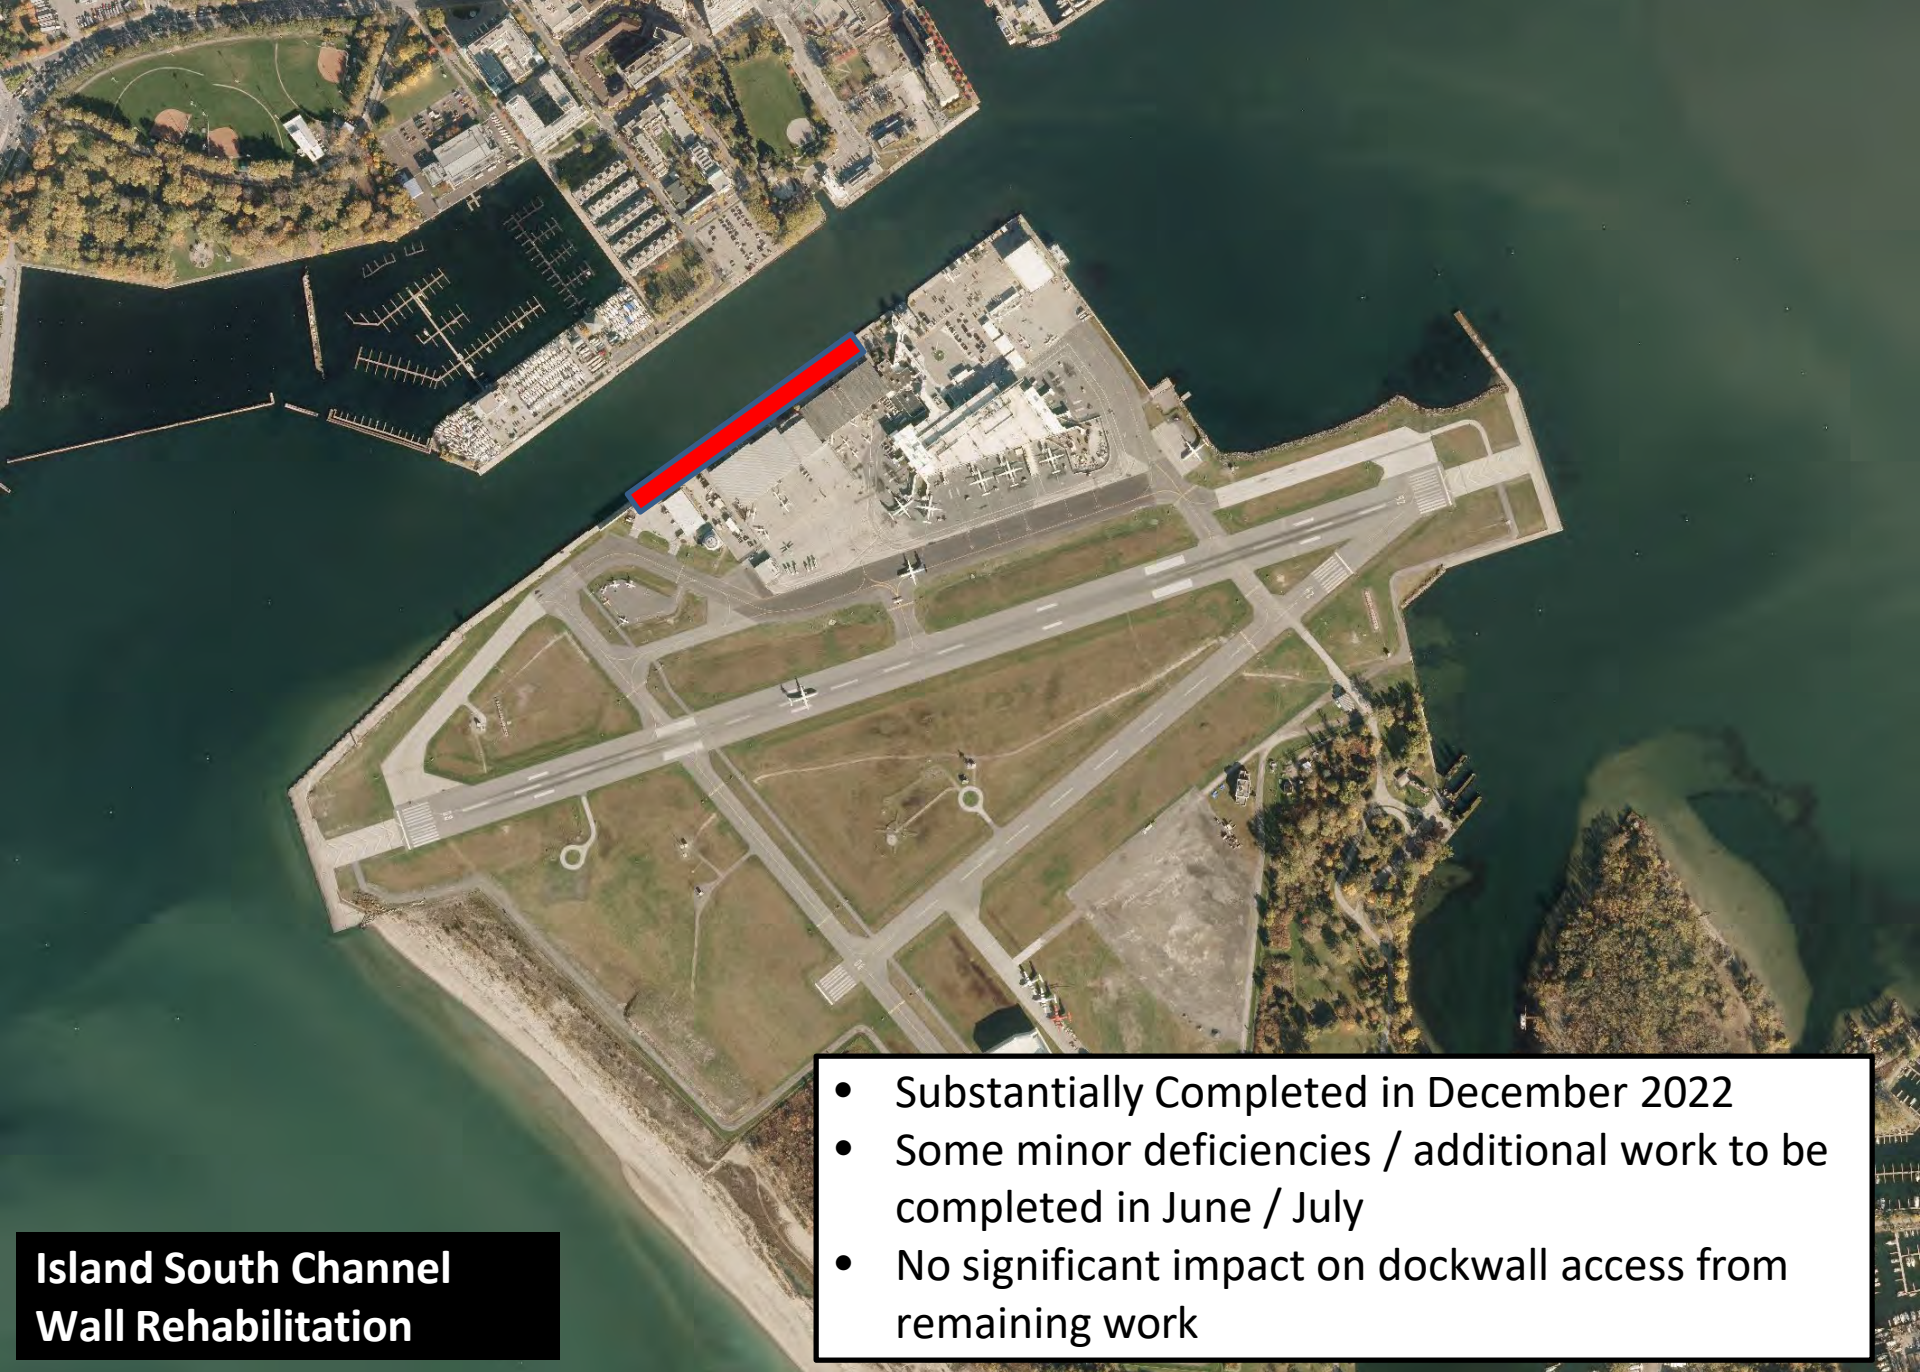 • Substantially Completed in December 2022
• Some minor deficiencies / additional work to be
completed in June / July
• No significant impact on dockwall access from
remaining work
Island South Channel
Wall Rehabilitation